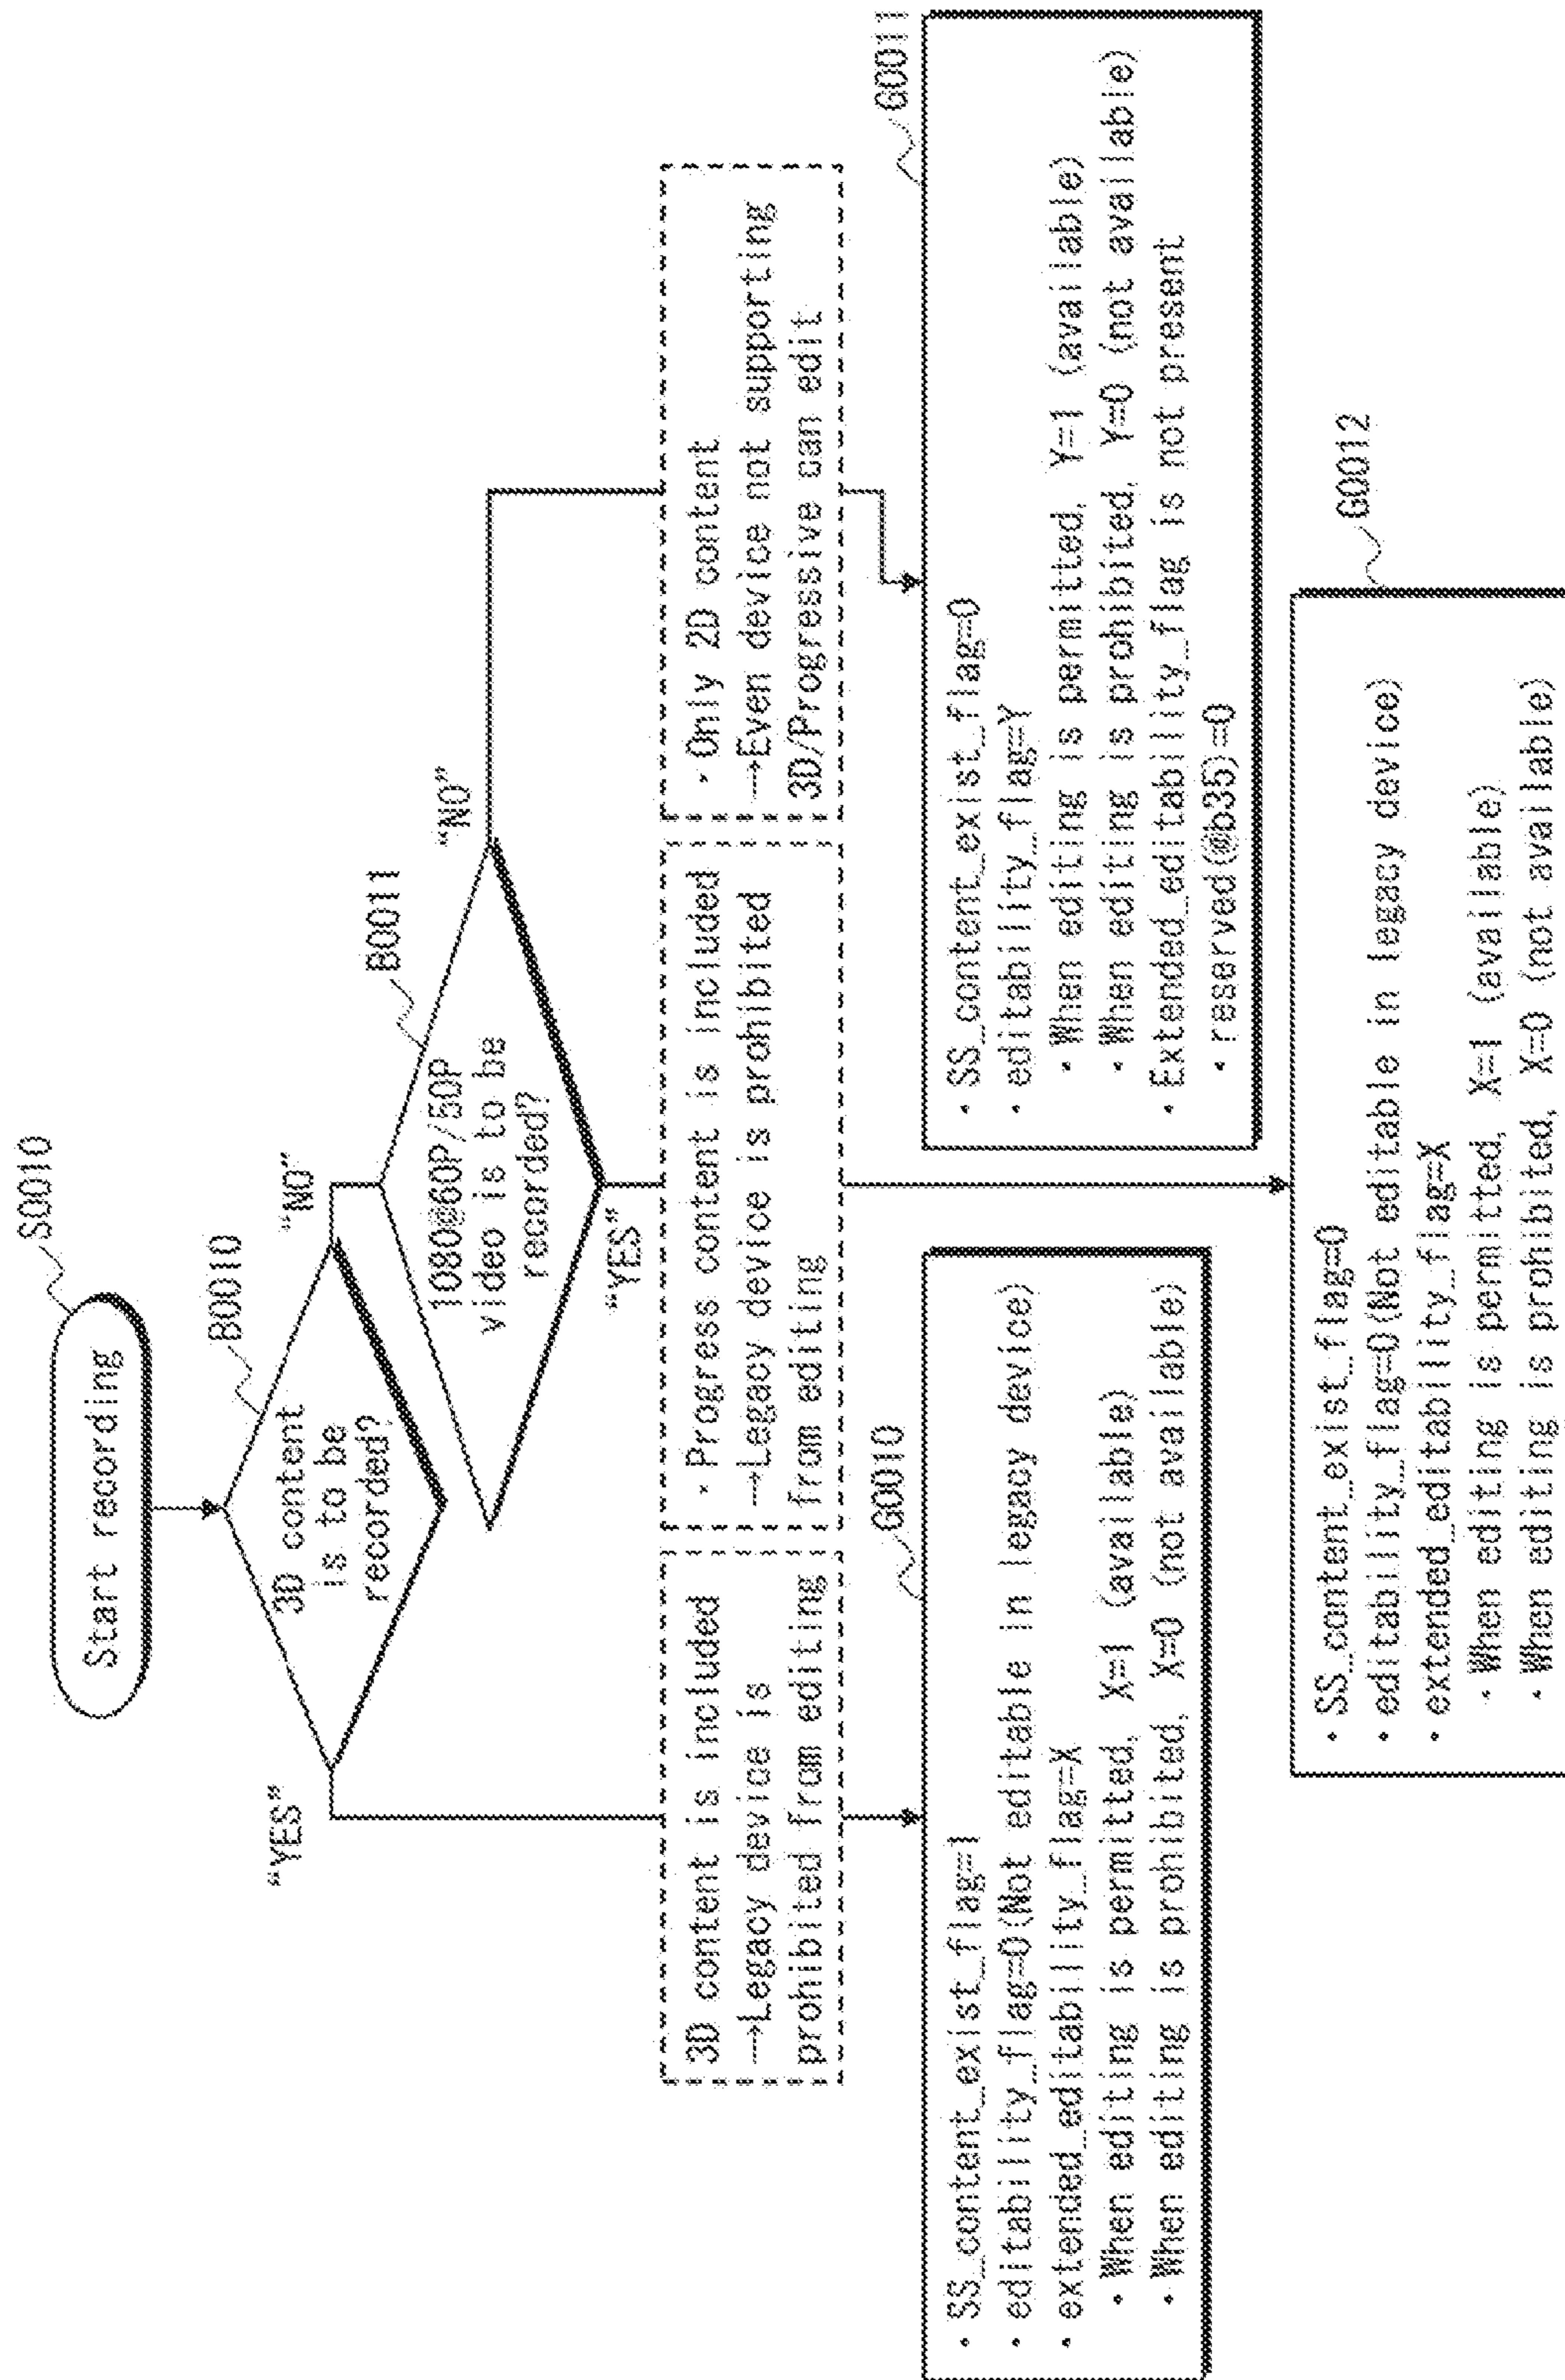 S0010
Start recording
B0010
"YES"
3D content
is to be
recorded?
"NO"
B0011
1080@60P/50P
video is to be
recorded?
"NO"
"YES"
3D content is included
→Legacy device is
prohibited from editing
・Progress content is included
→Legacy device is prohibited
from editing
・Only 2D content
→Even device not supporting
3D/Progressive can edit
G0010
・SS_content_exist_flag=1
・editability_flag=0(Not editable in legacy device)
・extended_editability_flag=X
・When editing is permitted, X=1 (available)
・When editing is prohibited, X=0 (not available)
G0011
・SS_content_exist_flag=0
・editability_flag=Y
・When editing is permitted, Y=1 (available)
・When editing is prohibited, Y=0 (not available)
・Extended_editability_flag is not present
・reserved(@b35)=0
G0012
・SS_content_exist_flag=0
・editability_flag=0(Not editable in legacy device)
・extended_editability_flag=X
・When editing is permitted, X=1 (available)
・When editing is prohibited, X=0 (not available)